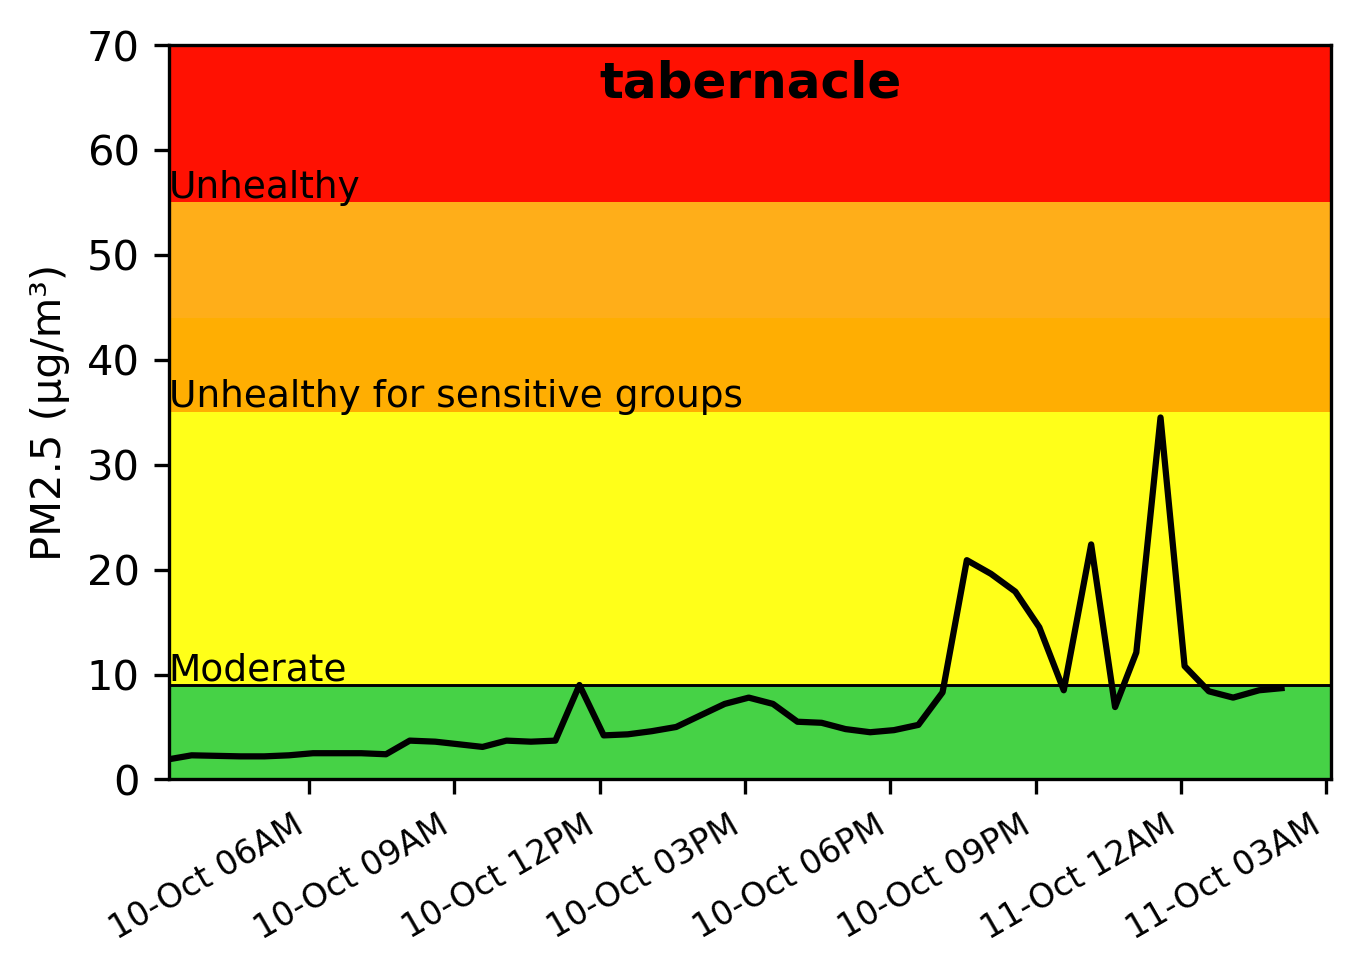 tabernacle
PM2.5 (µg/m³)
70
60
50
40
30
20
10
0
Unhealthy
Unhealthy for sensitive groups
Moderate
10-Oct 06AM
10-Oct 09AM
10-Oct 12PM
10-Oct 03PM
10-Oct 06PM
10-Oct 09PM
11-Oct 12AM
11-Oct 03AM